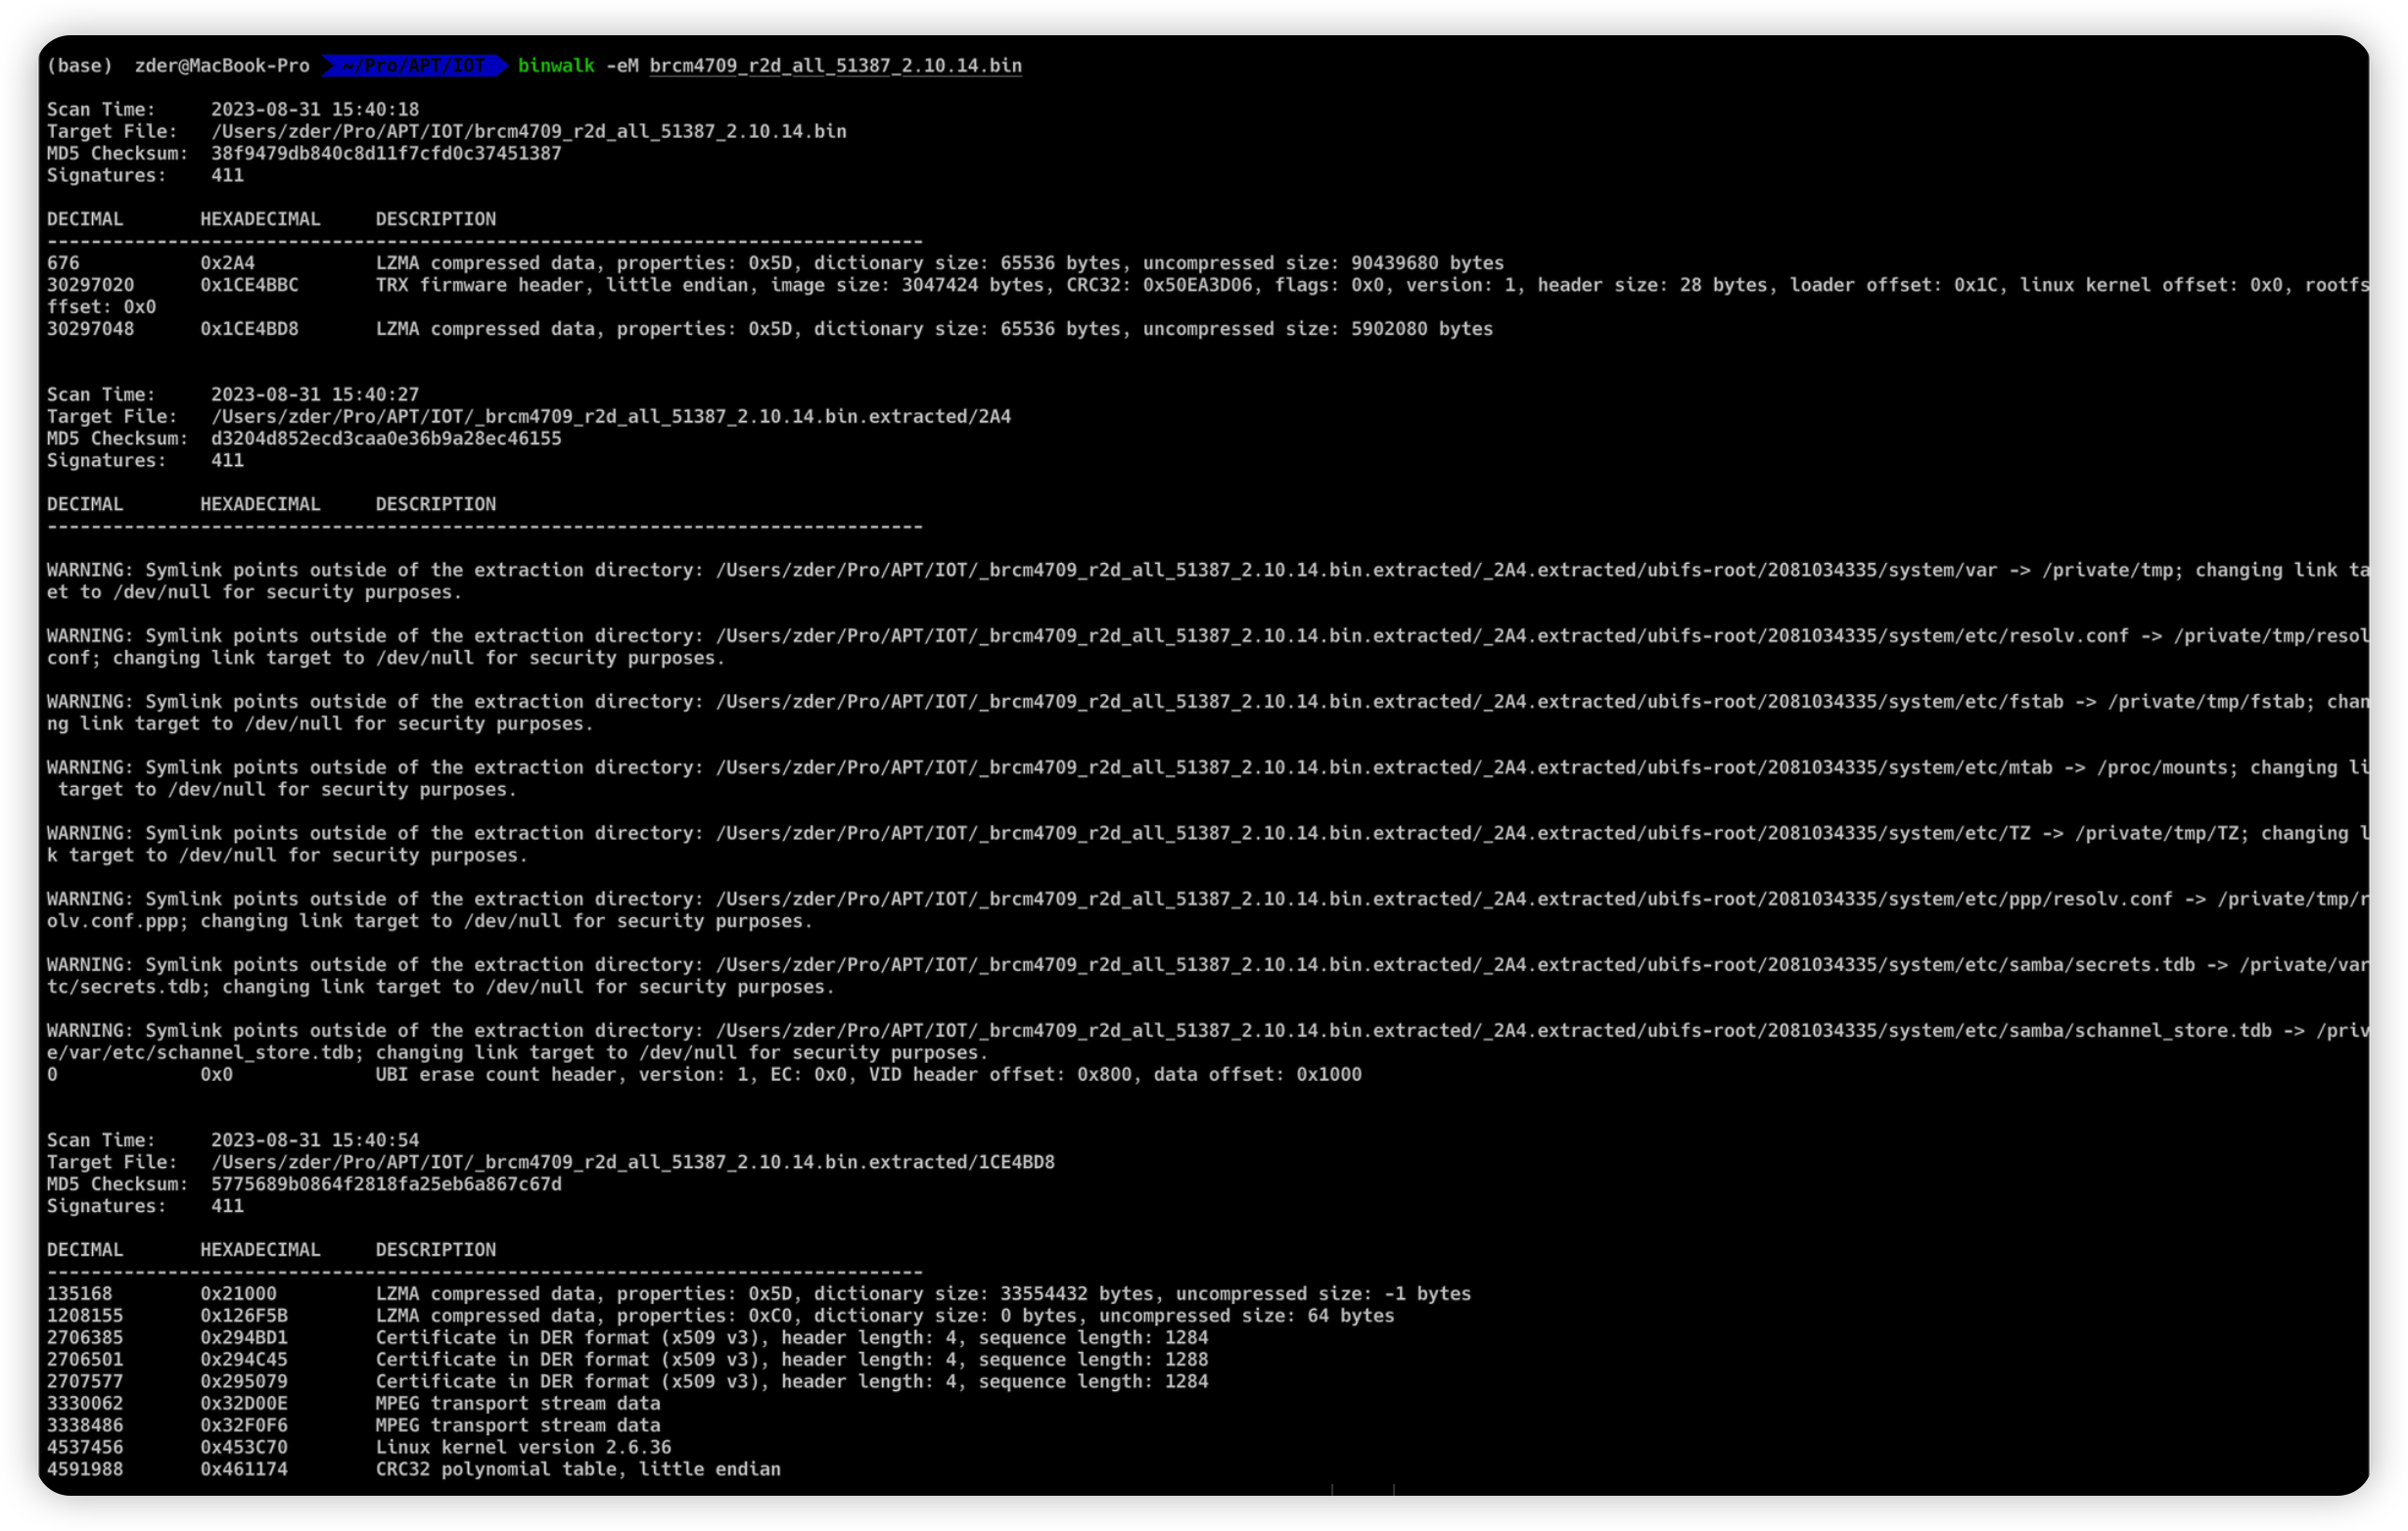 (base)  zder@MacBook-Pro  ~/Pro/APT/IOT  binwalk -eM brcm4709_r2d_all_51387_2.10.14.bin
Scan Time:     2023-08-31 15:40:18
Target File:   /Users/zder/Pro/APT/IOT/brcm4709_r2d_all_51387_2.10.14.bin
MD5 Checksum:  38f9479db840c8d11f7cfd0c37451387
Signatures:    411
DECIMAL       HEXADECIMAL     DESCRIPTION
--------------------------------------------------------------------------------
676           0x2A4           LZMA compressed data, properties: 0x5D, dictionary size: 65536 bytes, uncompressed size: 90439680 bytes
30297020      0x1CE4BBC       TRX firmware header, little endian, image size: 3047424 bytes, CRC32: 0x50EA3D06, flags: 0x0, version: 1, header size: 28 bytes, loader offset: 0x1C, linux kernel offset: 0x0, rootfs
ffset: 0x0
30297048      0x1CE4BD8       LZMA compressed data, properties: 0x5D, dictionary size: 65536 bytes, uncompressed size: 5902080 bytes
Scan Time:     2023-08-31 15:40:27
Target File:   /Users/zder/Pro/APT/IOT/_brcm4709_r2d_all_51387_2.10.14.bin.extracted/2A4
MD5 Checksum:  d3204d852ecd3caa0e36b9a28ec46155
Signatures:    411
DECIMAL       HEXADECIMAL     DESCRIPTION
--------------------------------------------------------------------------------
WARNING: Symlink points outside of the extraction directory: /Users/zder/Pro/APT/IOT/_brcm4709_r2d_all_51387_2.10.14.bin.extracted/_2A4.extracted/ubifs-root/2081034335/system/var -> /private/tmp; changing link ta
et to /dev/null for security purposes.
WARNING: Symlink points outside of the extraction directory: /Users/zder/Pro/APT/IOT/_brcm4709_r2d_all_51387_2.10.14.bin.extracted/_2A4.extracted/ubifs-root/2081034335/system/etc/resolv.conf -> /private/tmp/resol
conf; changing link target to /dev/null for security purposes.
WARNING: Symlink points outside of the extraction directory: /Users/zder/Pro/APT/IOT/_brcm4709_r2d_all_51387_2.10.14.bin.extracted/_2A4.extracted/ubifs-root/2081034335/system/etc/fstab -> /private/tmp/fstab; chan
ng link target to /dev/null for security purposes.
WARNING: Symlink points outside of the extraction directory: /Users/zder/Pro/APT/IOT/_brcm4709_r2d_all_51387_2.10.14.bin.extracted/_2A4.extracted/ubifs-root/2081034335/system/etc/mtab -> /proc/mounts; changing li
 target to /dev/null for security purposes.
WARNING: Symlink points outside of the extraction directory: /Users/zder/Pro/APT/IOT/_brcm4709_r2d_all_51387_2.10.14.bin.extracted/_2A4.extracted/ubifs-root/2081034335/system/etc/TZ -> /private/tmp/TZ; changing l
k target to /dev/null for security purposes.
WARNING: Symlink points outside of the extraction directory: /Users/zder/Pro/APT/IOT/_brcm4709_r2d_all_51387_2.10.14.bin.extracted/_2A4.extracted/ubifs-root/2081034335/system/etc/ppp/resolv.conf -> /private/tmp/r
olv.conf.ppp; changing link target to /dev/null for security purposes.
WARNING: Symlink points outside of the extraction directory: /Users/zder/Pro/APT/IOT/_brcm4709_r2d_all_51387_2.10.14.bin.extracted/_2A4.extracted/ubifs-root/2081034335/system/etc/samba/secrets.tdb -> /private/var
tc/secrets.tdb; changing link target to /dev/null for security purposes.
WARNING: Symlink points outside of the extraction directory: /Users/zder/Pro/APT/IOT/_brcm4709_r2d_all_51387_2.10.14.bin.extracted/_2A4.extracted/ubifs-root/2081034335/system/etc/samba/schannel_store.tdb -> /priv
e/var/etc/schannel_store.tdb; changing link target to /dev/null for security purposes.
0             0x0             UBI erase count header, version: 1, EC: 0x0, VID header offset: 0x800, data offset: 0x1000
Scan Time:     2023-08-31 15:40:54
Target File:   /Users/zder/Pro/APT/IOT/_brcm4709_r2d_all_51387_2.10.14.bin.extracted/1CE4BD8
MD5 Checksum:  5775689b0864f2818fa25eb6a867c67d
Signatures:    411
DECIMAL       HEXADECIMAL     DESCRIPTION
--------------------------------------------------------------------------------
135168        0x21000         LZMA compressed data, properties: 0x5D, dictionary size: 33554432 bytes, uncompressed size: -1 bytes
1208155       0x126F5B        LZMA compressed data, properties: 0xC0, dictionary size: 0 bytes, uncompressed size: 64 bytes
2706385       0x294BD1        Certificate in DER format (x509 v3), header length: 4, sequence length: 1284
2706501       0x294C45        Certificate in DER format (x509 v3), header length: 4, sequence length: 1288
2707577       0x295079        Certificate in DER format (x509 v3), header length: 4, sequence length: 1284
3330062       0x32D00E        MPEG transport stream data
3338486       0x32F0F6        MPEG transport stream data
4537456       0x453C70        Linux kernel version 2.6.36
4591988       0x461174        CRC32 polynomial table, little endian